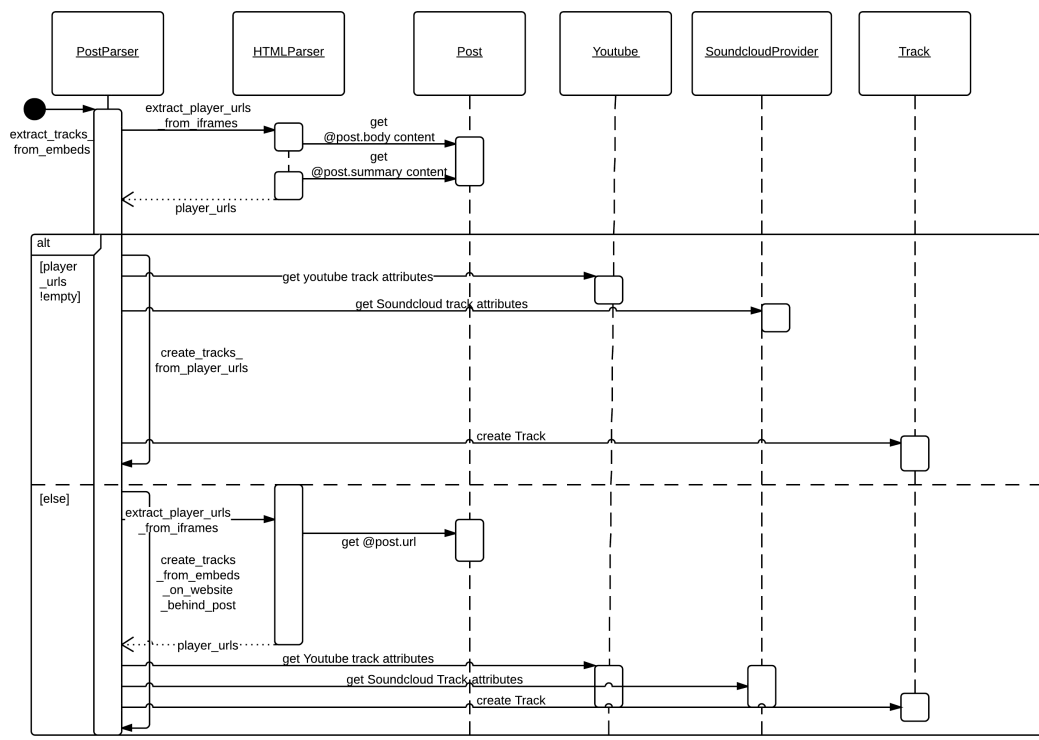 PostParser
HTMLParser
Post
Youtube
SoundcloudProvider
Track
extract_tracks_
from_embeds
extract_player_urls
_from_iframes
get
@post.body content
get
@post.summary content
player_urls
alt
[player
_urls
!empty]
get youtube track attributes
get Soundcloud track attributes
create_tracks_
from_player_urls
create Track
[else]
extract_player_urls
_from_iframes
get @post.url
create_tracks
_from_embeds
_on_website
_behind_post
player_urls
get Youtube track attributes
get Soundcloud Track attributes
create Track